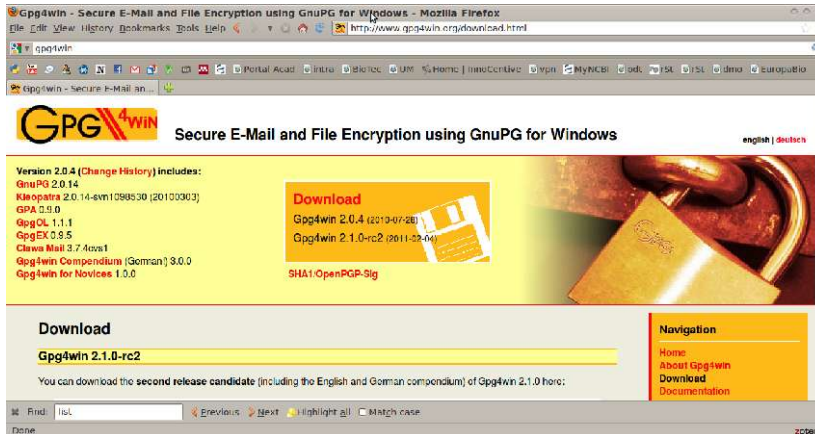 Gpg4win - Secure E-Mail and File Encryption using GnuPG for Windows - Mozilla Firefox
File Edit View History Bookmarks Tools Help http://www.gpg4win.org/download.html
gpg4win
Portal Acad intra BioTec UM Home | InnoCentive vpn MyNCBI odt rSt drSt dmo EuropaBio
Gpg4win - Secure E-Mail an...
GPG4WIN
Secure E-Mail and File Encryption using GnuPG for Windows
english | deutsch
Version 2.0.4 (Change History) includes:
GnuPG 2.0.14
Kleopatra 2.0.14-svn1098530 (20100303)
GPA 0.9.0
GpgOL 1.1.1
GpgEX 0.9.5
Claws Mail 3.7.4cvs1
Gpg4win Compendium (German!) 3.0.0
Gpg4win for Novices 1.0.0
Download
Gpg4win 2.0.4 (2010-07-28)
Gpg4win 2.1.0-rc2 (2011-02-04)
SHA1/OpenPGP-Sig
Download
Gpg4win 2.1.0-rc2
You can download the second release candidate (including the English and German compendium) of Gpg4win 2.1.0 here:
Navigation
Home
About Gpg4win
Download
Documentation
Find: list Previous Next Highlight all Match case
Done